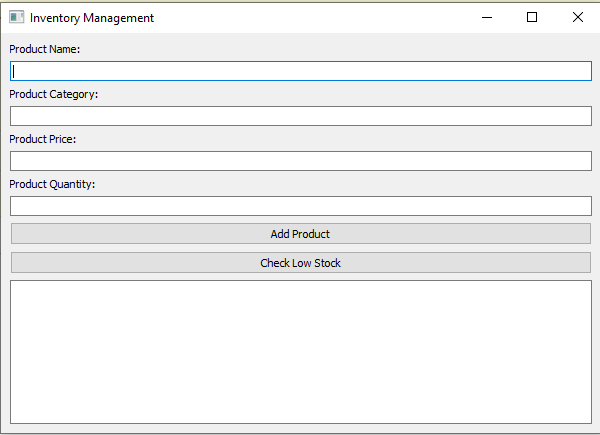 Inventory Management
Product Name:
Product Category:
Product Price:
Product Quantity:
Add Product
Check Low Stock